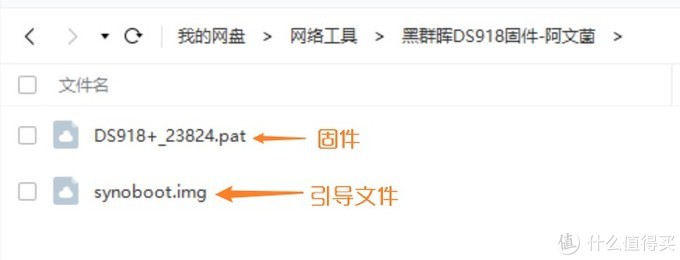 我的网盘 > 网络工具 > 黑群晖DS918固件-阿文菌 >
文件名
DS918+_23824.pat 固件
synoboot.img 引导文件
值 什么值得买